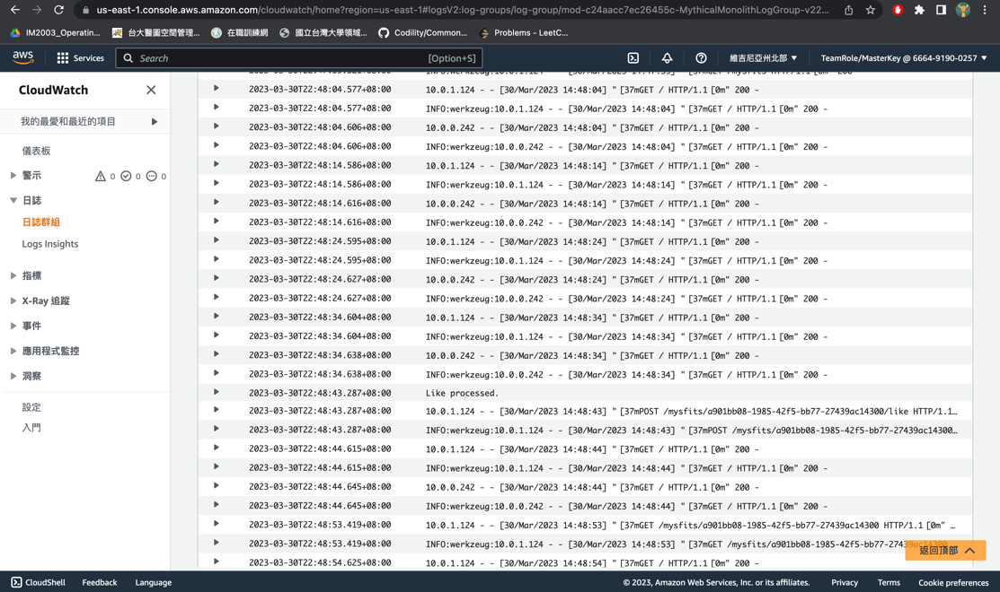 us-east-1.console.aws.amazon.com/cloudwatch/home?region=us-east-1#logsV2:log-groups/log-group/mod-c24aacc7ec26455c-MythicalMonolithLogGroup-v22...
IM2003_Operatin...
台大醫圖空間管理...
在職訓練網
國立台灣大學領域...
Codility/Common...
Problems - LeetC...
aws
Services
Search
[Option+S]
維吉尼亞州北部
TeamRole/MasterKey @ 6664-9190-0257
CloudWatch
我的最愛和最近的項目
儀表板
警示
0
0
0
日誌
日誌群組
Logs Insights
指標
X-Ray 追蹤
事件
應用程式監控
洞察
設定
入門
2023-03-30T22:48:04.577+08:00 10.0.1.124 - - [30/Mar/2023 14:48:04] "[37mGET / HTTP/1.1[0m" 200 -
2023-03-30T22:48:04.577+08:00 INFO:werkzeug:10.0.1.124 - - [30/Mar/2023 14:48:04] "[37mGET / HTTP/1.1[0m" 200 -
2023-03-30T22:48:04.606+08:00 10.0.0.242 - - [30/Mar/2023 14:48:04] "[37mGET / HTTP/1.1[0m" 200 -
2023-03-30T22:48:04.606+08:00 INFO:werkzeug:10.0.0.242 - - [30/Mar/2023 14:48:04] "[37mGET / HTTP/1.1[0m" 200 -
2023-03-30T22:48:14.586+08:00 10.0.1.124 - - [30/Mar/2023 14:48:14] "[37mGET / HTTP/1.1[0m" 200 -
2023-03-30T22:48:14.586+08:00 INFO:werkzeug:10.0.1.124 - - [30/Mar/2023 14:48:14] "[37mGET / HTTP/1.1[0m" 200 -
2023-03-30T22:48:14.616+08:00 10.0.0.242 - - [30/Mar/2023 14:48:14] "[37mGET / HTTP/1.1[0m" 200 -
2023-03-30T22:48:14.616+08:00 INFO:werkzeug:10.0.0.242 - - [30/Mar/2023 14:48:14] "[37mGET / HTTP/1.1[0m" 200 -
2023-03-30T22:48:24.595+08:00 10.0.1.124 - - [30/Mar/2023 14:48:24] "[37mGET / HTTP/1.1[0m" 200 -
2023-03-30T22:48:24.595+08:00 INFO:werkzeug:10.0.1.124 - - [30/Mar/2023 14:48:24] "[37mGET / HTTP/1.1[0m" 200 -
2023-03-30T22:48:24.627+08:00 10.0.0.242 - - [30/Mar/2023 14:48:24] "[37mGET / HTTP/1.1[0m" 200 -
2023-03-30T22:48:24.627+08:00 INFO:werkzeug:10.0.0.242 - - [30/Mar/2023 14:48:24] "[37mGET / HTTP/1.1[0m" 200 -
2023-03-30T22:48:34.604+08:00 10.0.1.124 - - [30/Mar/2023 14:48:34] "[37mGET / HTTP/1.1[0m" 200 -
2023-03-30T22:48:34.604+08:00 INFO:werkzeug:10.0.1.124 - - [30/Mar/2023 14:48:34] "[37mGET / HTTP/1.1[0m" 200 -
2023-03-30T22:48:34.638+08:00 10.0.0.242 - - [30/Mar/2023 14:48:34] "[37mGET / HTTP/1.1[0m" 200 -
2023-03-30T22:48:34.638+08:00 INFO:werkzeug:10.0.0.242 - - [30/Mar/2023 14:48:34] "[37mGET / HTTP/1.1[0m" 200 -
2023-03-30T22:48:43.287+08:00 Like processed.
2023-03-30T22:48:43.287+08:00 10.0.1.124 - - [30/Mar/2023 14:48:43] "[37mPOST /mysfits/a901bb08-1985-42f5-bb77-27439ac14300/like HTTP/1.1...
2023-03-30T22:48:43.287+08:00 INFO:werkzeug:10.0.1.124 - - [30/Mar/2023 14:48:43] "[37mPOST /mysfits/a901bb08-1985-42f5-bb77-27439ac14300...
2023-03-30T22:48:44.615+08:00 10.0.1.124 - - [30/Mar/2023 14:48:44] "[37mGET / HTTP/1.1[0m" 200 -
2023-03-30T22:48:44.615+08:00 INFO:werkzeug:10.0.1.124 - - [30/Mar/2023 14:48:44] "[37mGET / HTTP/1.1[0m" 200 -
2023-03-30T22:48:44.645+08:00 10.0.0.242 - - [30/Mar/2023 14:48:44] "[37mGET / HTTP/1.1[0m" 200 -
2023-03-30T22:48:44.645+08:00 INFO:werkzeug:10.0.0.242 - - [30/Mar/2023 14:48:44] "[37mGET / HTTP/1.1[0m" 200 -
2023-03-30T22:48:53.419+08:00 10.0.1.124 - - [30/Mar/2023 14:48:53] "[37mGET /mysfits/a901bb08-1985-42f5-bb77-27439ac14300 HTTP/1.1[0m" ...
2023-03-30T22:48:53.419+08:00 INFO:werkzeug:10.0.1.124 - - [30/Mar/2023 14:48:53] "[37mGET /mysfits/a901bb08-1985-42f5-bb77-27439ac14300
2023-03-30T22:48:54.625+08:00 10.0.1.124 - - [30/Mar/2023 14:48:54] "[37mGET / HTTP/1.1[0m" 200 -
返回頂部
CloudShell
Feedback
Language
© 2023, Amazon Web Services, Inc. or its affiliates.
Privacy
Terms
Cookie preferences